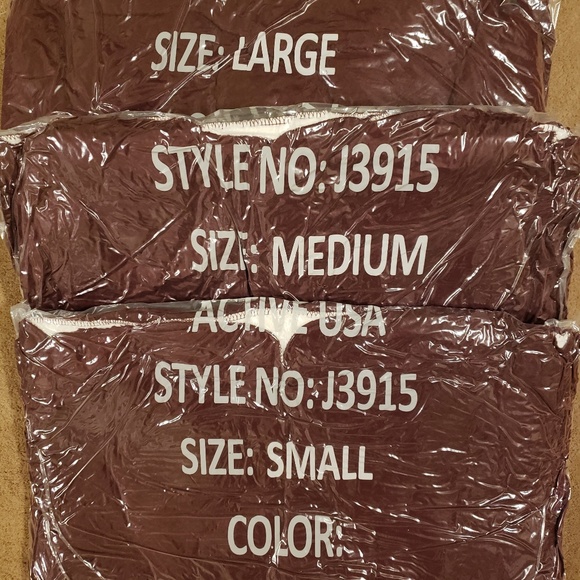 SIZE: LARGE
STYLE NO: J3915
SIZE: MEDIUM
ACTIVE USA
STYLE NO: J3915
SIZE: SMALL
COLOR: